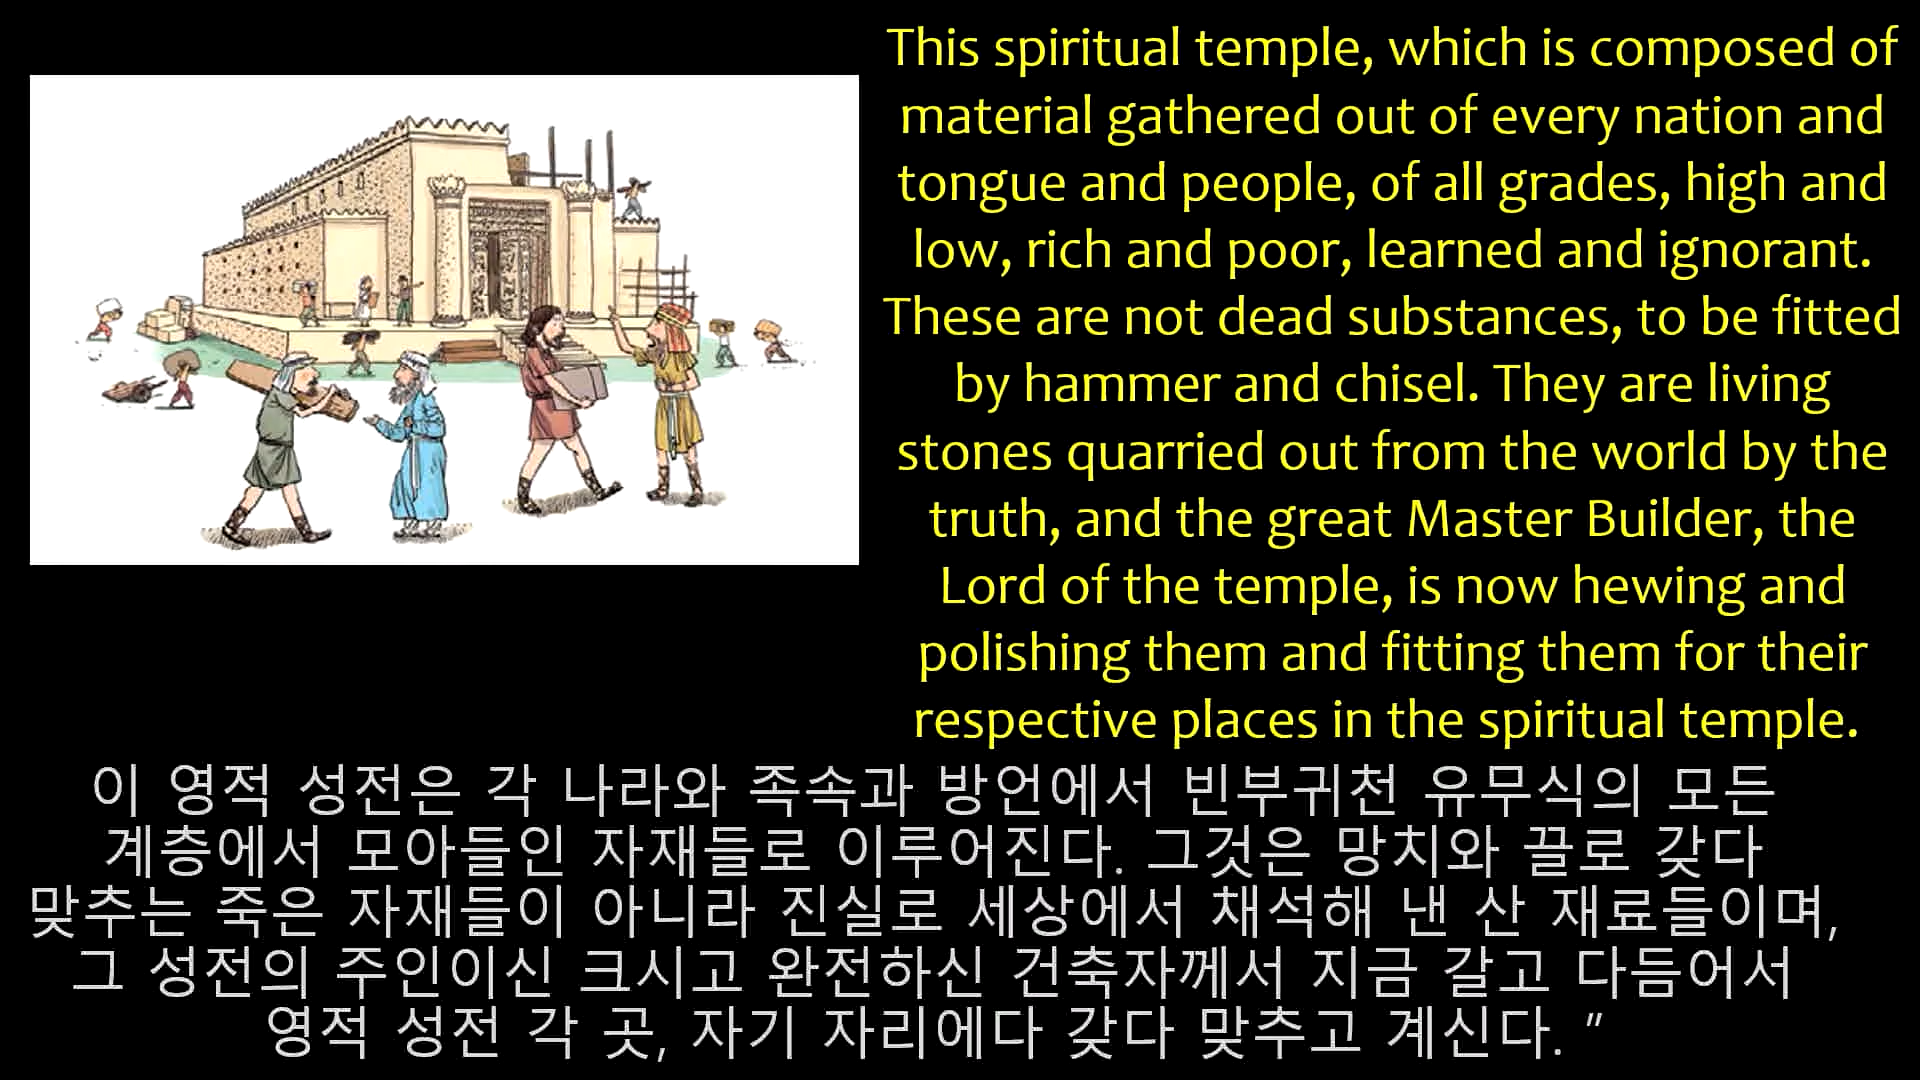 This spiritual temple, which is composed of
material gathered out of every nation and
tongue and people, of all grades, high and
low, rich and poor, learned and ignorant.
These are not dead substances, to be fitted
by hammer and chisel. They are living
stones quarried out from the world by the
truth, and the great Master Builder, the
Lord of the temple, is now hewing and
polishing them and fitting them for their
respective places in the spiritual temple.
이 영적 성전은 각 나라와 족속과 방언에서 빈부귀천 유무식의 모든
계층에서 모아들인 자재들로 이루어진다. 그것은 망치와 끌로 갖다
맞추는 죽은 자재들이 아니라 진실로 세상에서 채석해 낸 산 재료들이며,
그 성전의 주인이신 크시고 완전하신 건축자께서 지금 갈고 다듬어서
영적 성전 각 곳, 자기 자리에다 갖다 맞추고 계신다. ”